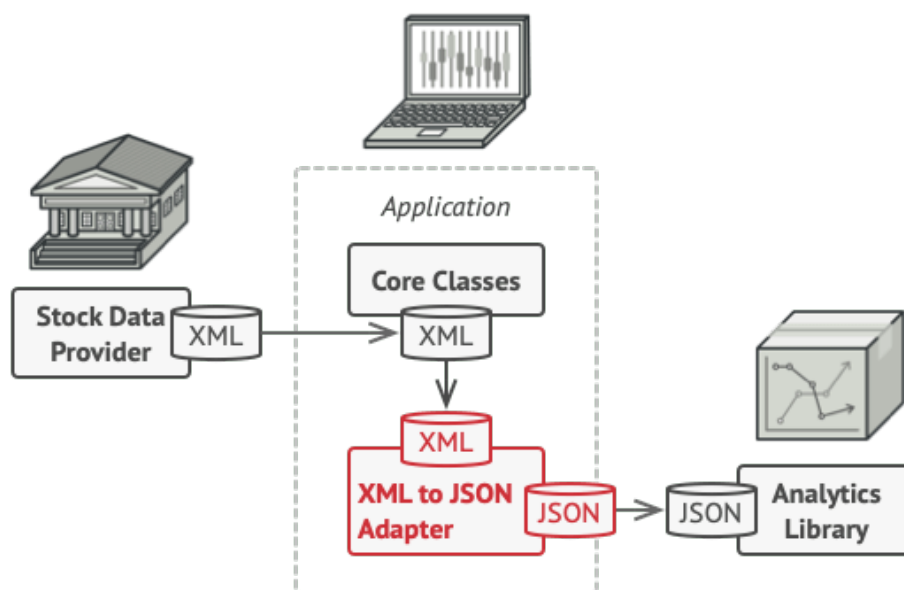 Application
Core Classes
Stock Data
Provider
XML
XML
XML
XML to JSON
Adapter
JSON
JSON
Analytics
Library